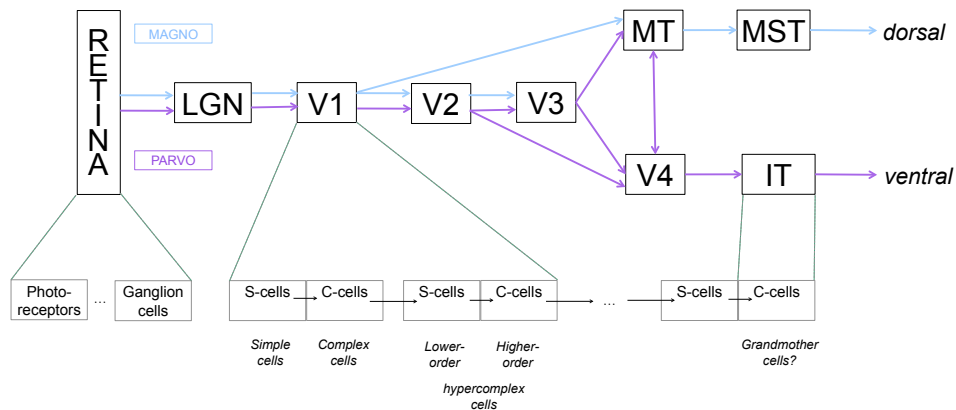 RETINA
MAGNO
PARVO
LGN
V1
V2
V3
MT
MST
dorsal
V4
IT
ventral
Photo-
receptors
...
Ganglion
cells
S-cells
C-cells
S-cells
C-cells
...
S-cells
C-cells
Simple
cells
Complex
cells
Lower-
order
Higher-
order
hypercomplex
cells
Grandmother
cells?